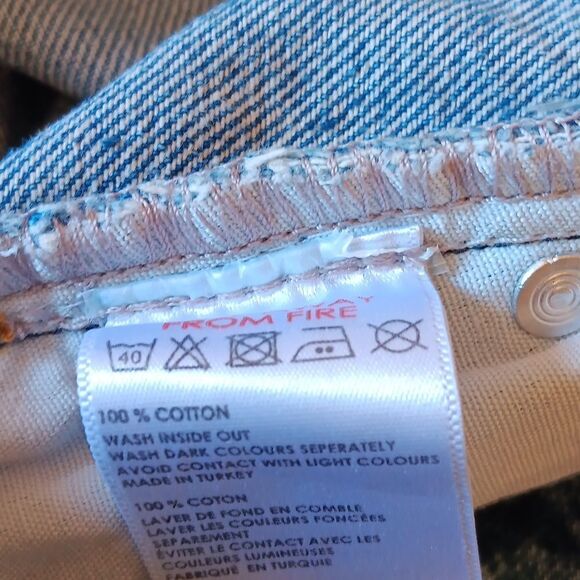 FROM FIRE
40
100 % COTTON
WASH INSIDE OUT
WASH DARK COLOURS SEPERATELY
AVOID CONTACT WITH LIGHT COLOURS
MADE IN TURKEY
100 % COTON
LAVER DE FOND EN COMBLE
LAVER LES COULEURS FONCÉES
SEPAREMENT
ÉVITER LE CONTACT AVEC LES
COULEURS LUMINEUSES
FABRIQUÉ EN TURQUIE